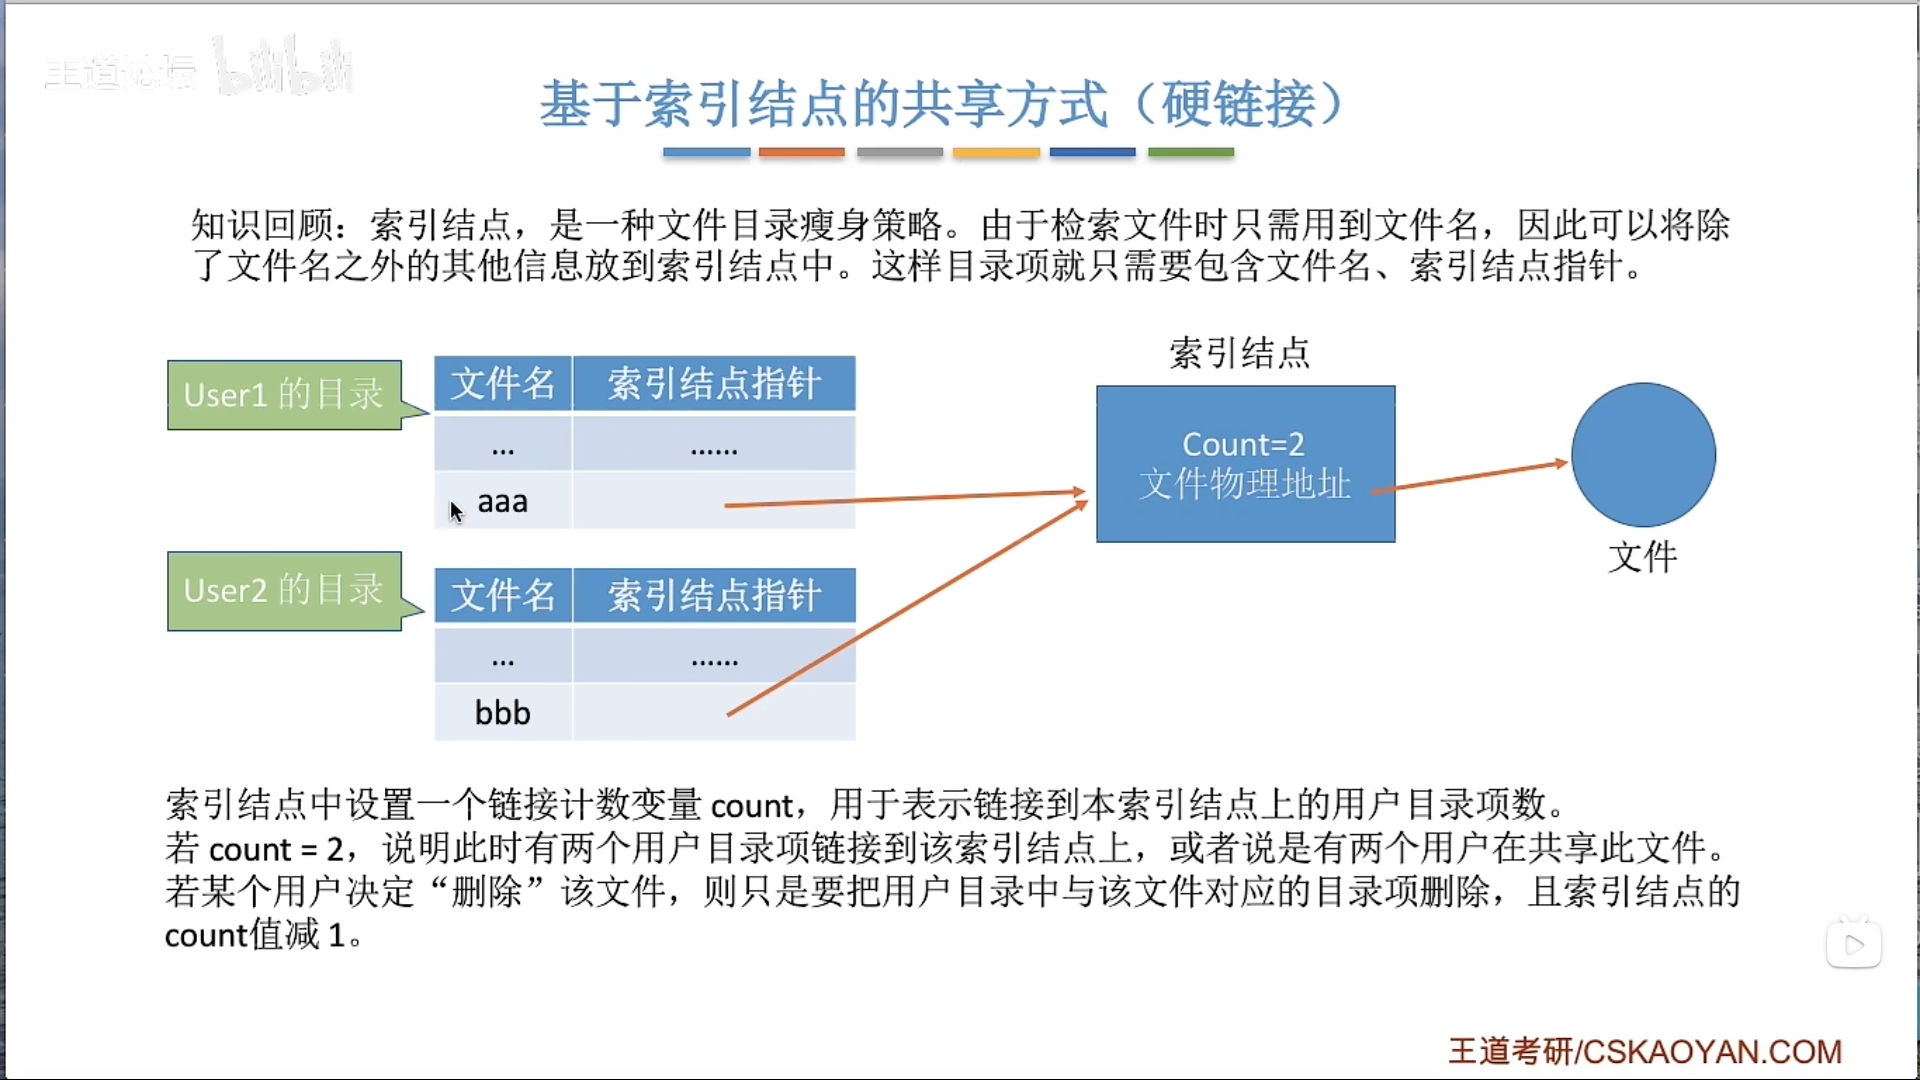 王道论坛 bilibili
基于索引结点的共享方式（硬链接）
知识回顾：索引结点，是一种文件目录瘦身策略。由于检索文件时只需用到文件名，因此可以将除
了文件名之外的其他信息放到索引结点中。这样目录项就只需要包含文件名、索引结点指针。
User1 的目录
文件名 索引结点指针
... ......
aaa
索引结点
Count=2
文件物理地址
文件
User2 的目录
文件名 索引结点指针
... ......
bbb
索引结点中设置一个链接计数变量 count，用于表示链接到本索引结点上的用户目录项数。
若 count = 2，说明此时有两个用户目录项链接到该索引结点上，或者说是有两个用户在共享此文件。
若某个用户决定“删除”该文件，则只是要把用户目录中与该文件对应的目录项删除，且索引结点的
count值减 1。
王道考研/CSKAOYAN.COM